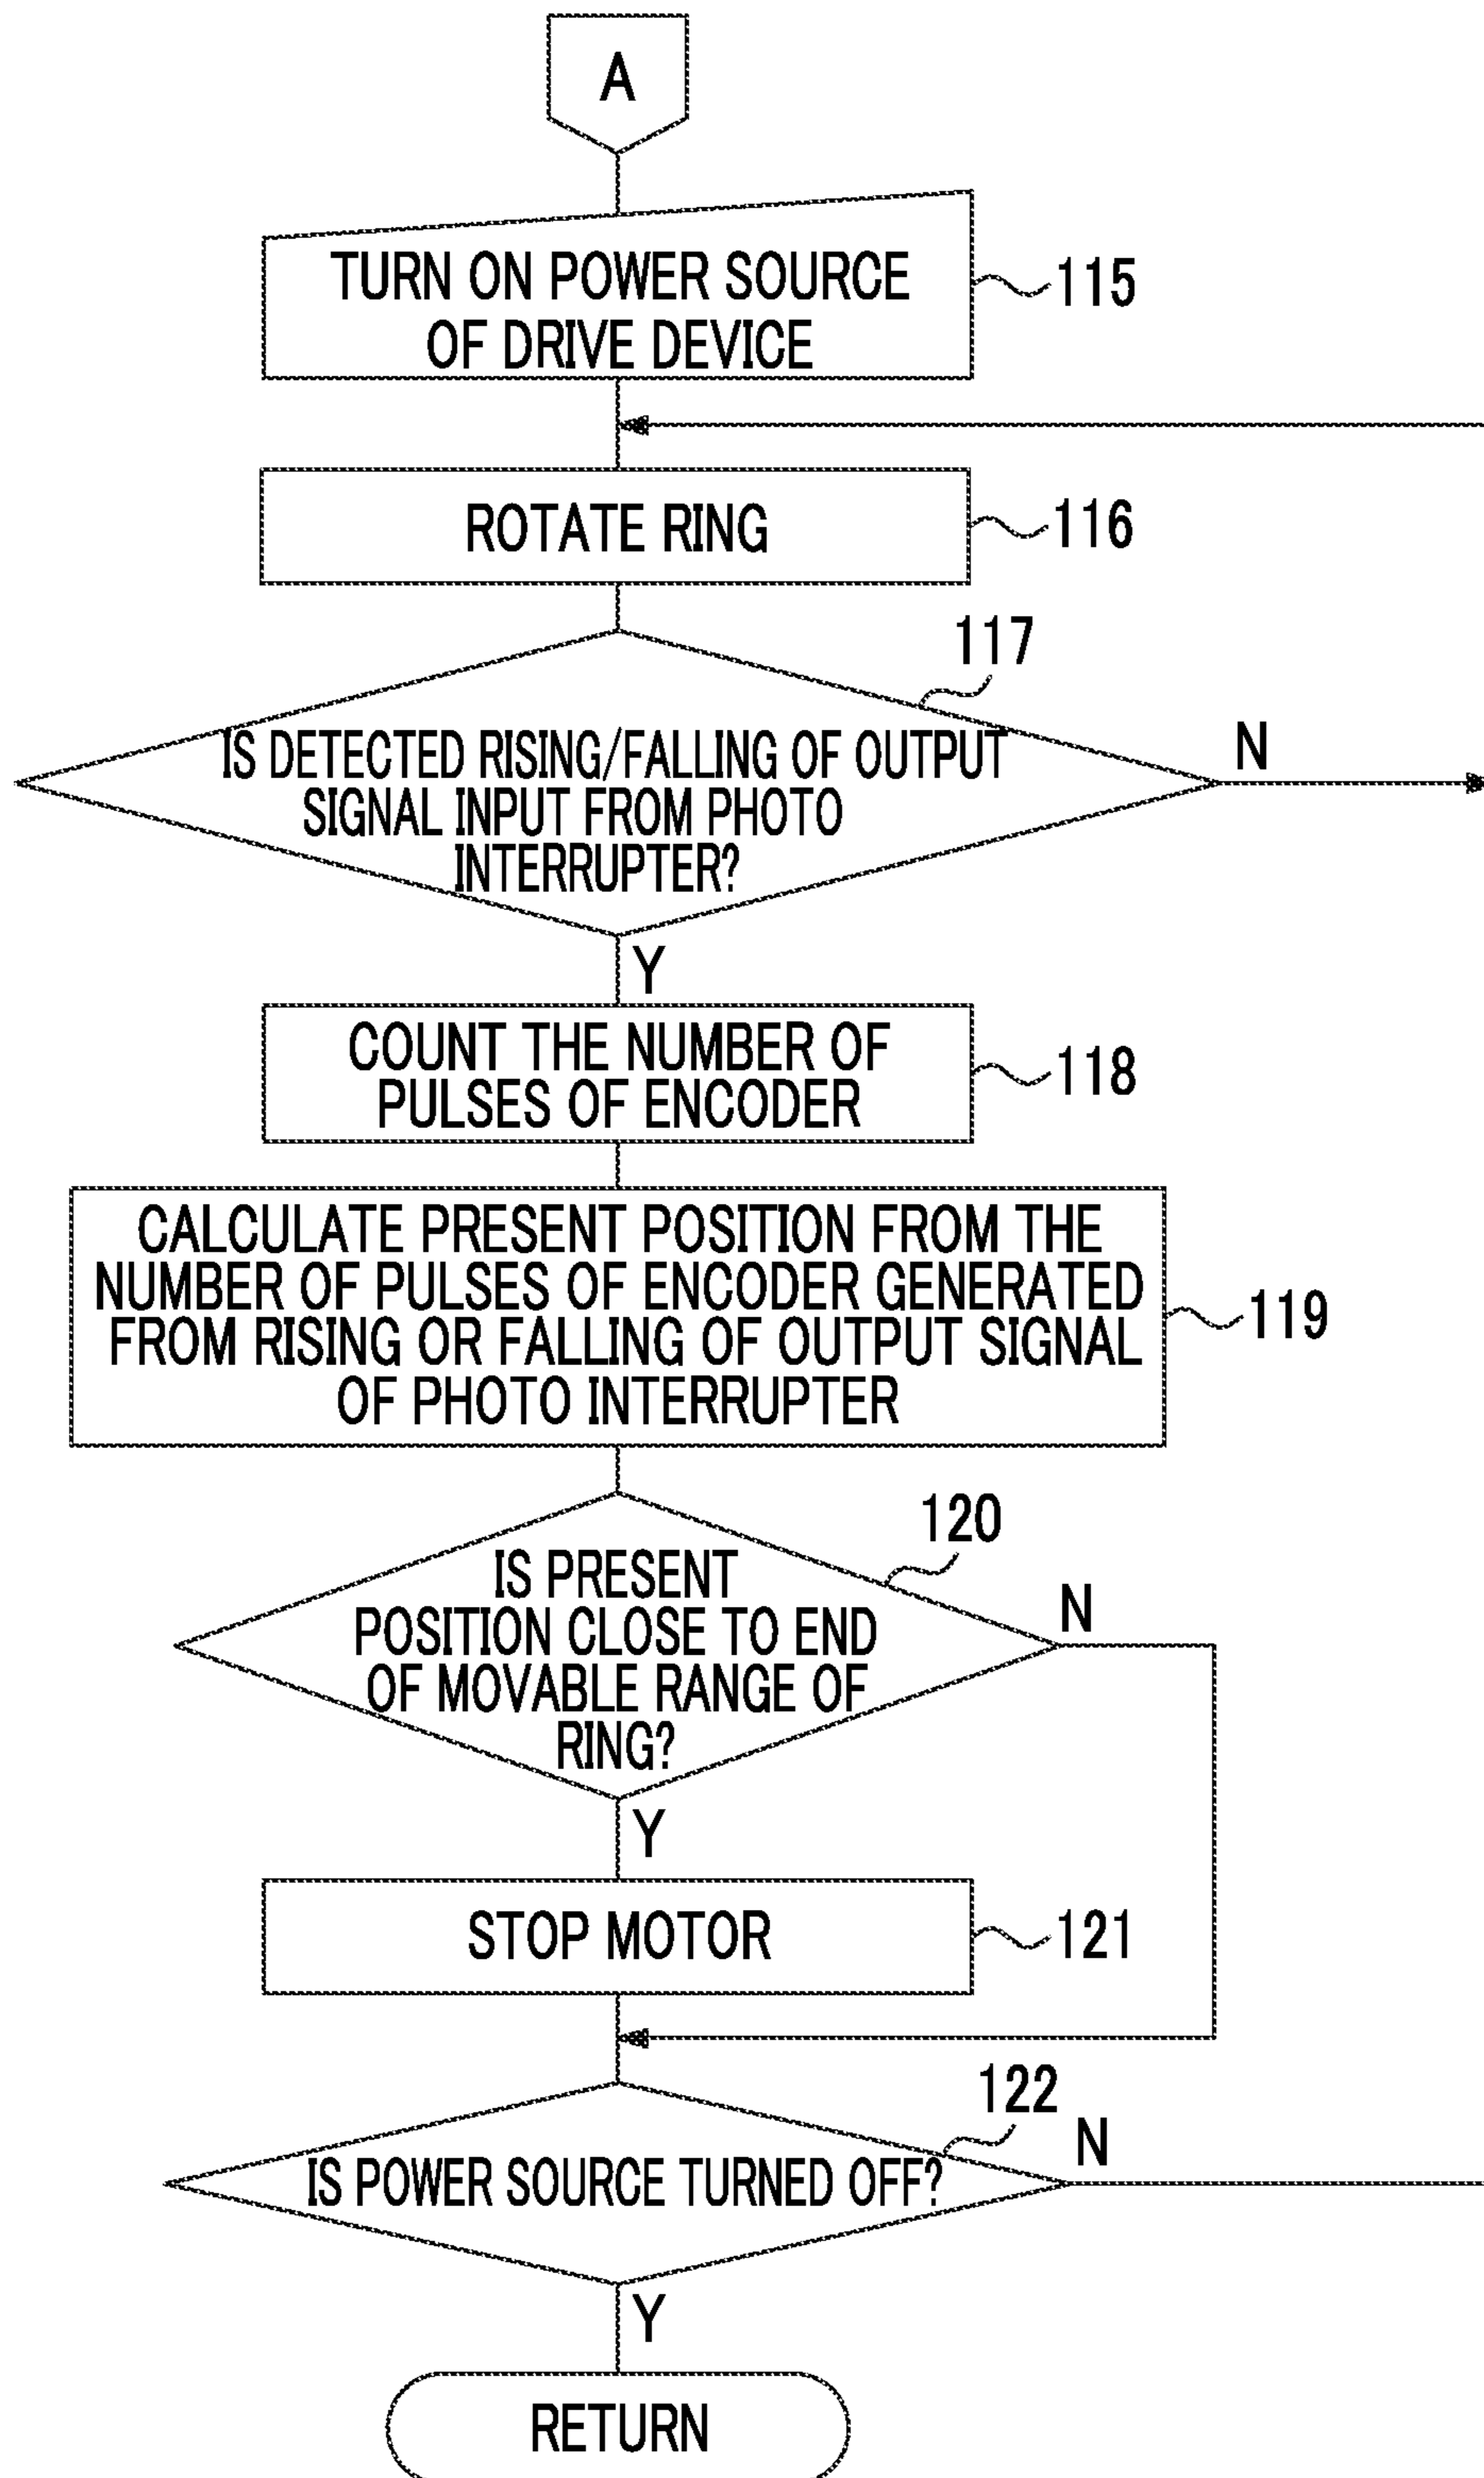 A
TURN ON POWER SOURCE
OF DRIVE DEVICE
115
ROTATE RING
116
117
IS DETECTED RISING/FALLING OF OUTPUT
SIGNAL INPUT FROM PHOTO
INTERRUPTER?
N
Y
COUNT THE NUMBER OF
PULSES OF ENCODER
118
CALCULATE PRESENT POSITION FROM THE
NUMBER OF PULSES OF ENCODER GENERATED
FROM RISING OR FALLING OF OUTPUT SIGNAL
OF PHOTO INTERRUPTER
119
120
IS PRESENT
POSITION CLOSE TO END
OF MOVABLE RANGE OF
RING?
N
Y
STOP MOTOR
121
122
IS POWER SOURCE TURNED OFF?
N
Y
RETURN